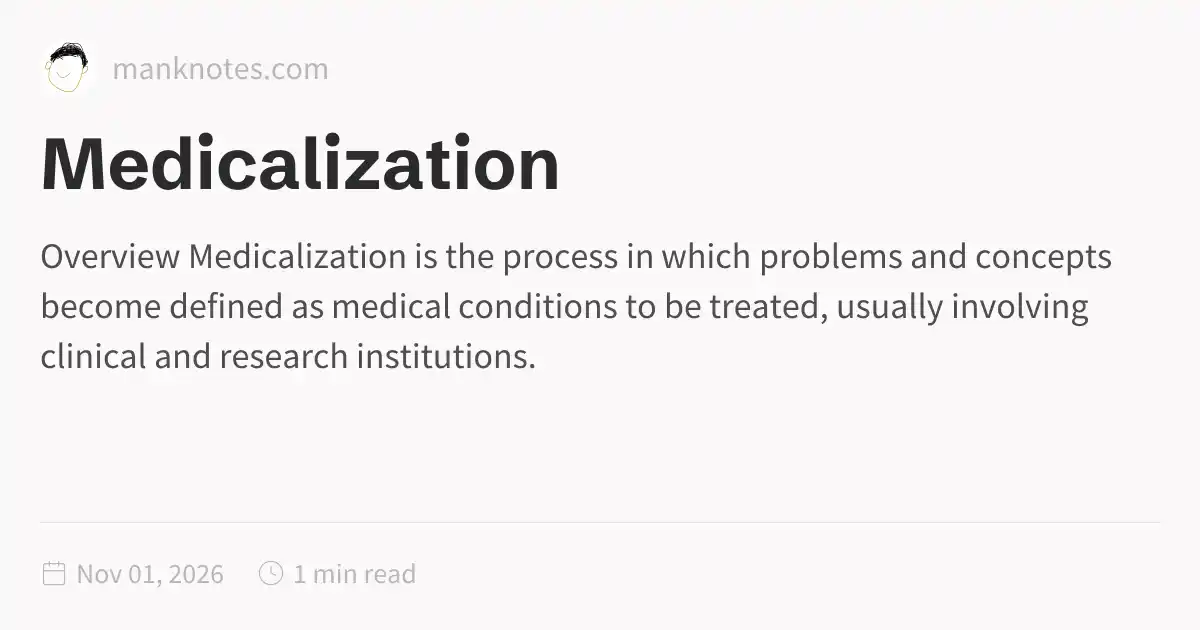 manknotes.com
Medicalization
Overview Medicalization is the process in which problems and concepts
become defined as medical conditions to be treated, usually involving
clinical and research institutions.
Nov 01, 2026 1 min read